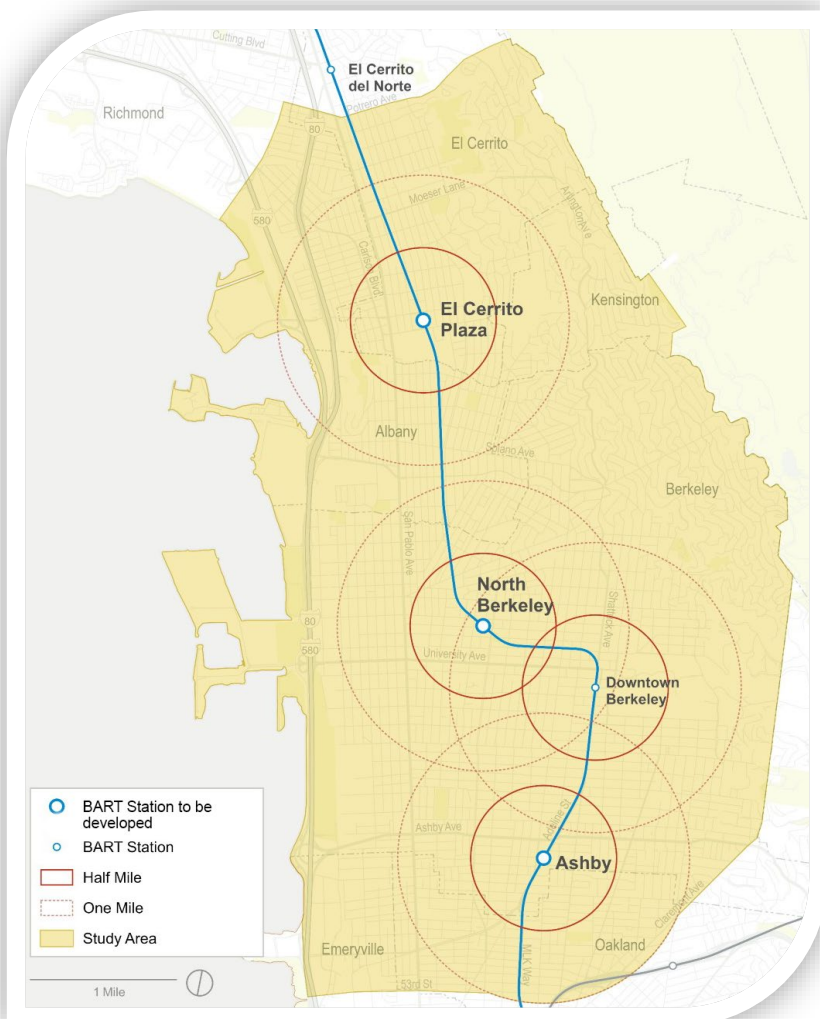 Cutting Blvd
El Cerrito
del Norte
Potrero Ave
Richmond
80
El Cerrito
Moeser Lane
Arlington Ave
580
Carlson Blvd
Kensington
El Cerrito
Plaza
Albany
Solano Ave
Berkeley
San Pablo Ave
North
Berkeley
Shattuck Ave
80
580
University Ave
Downtown
Berkeley
BART Station to be
developed
BART Station
Half Mile
One Mile
Study Area
1 Mile
Ashby Ave
Adeline St
Ashby
Claremont Ave
Emeryville
Oakland
MLK Way
53rd St